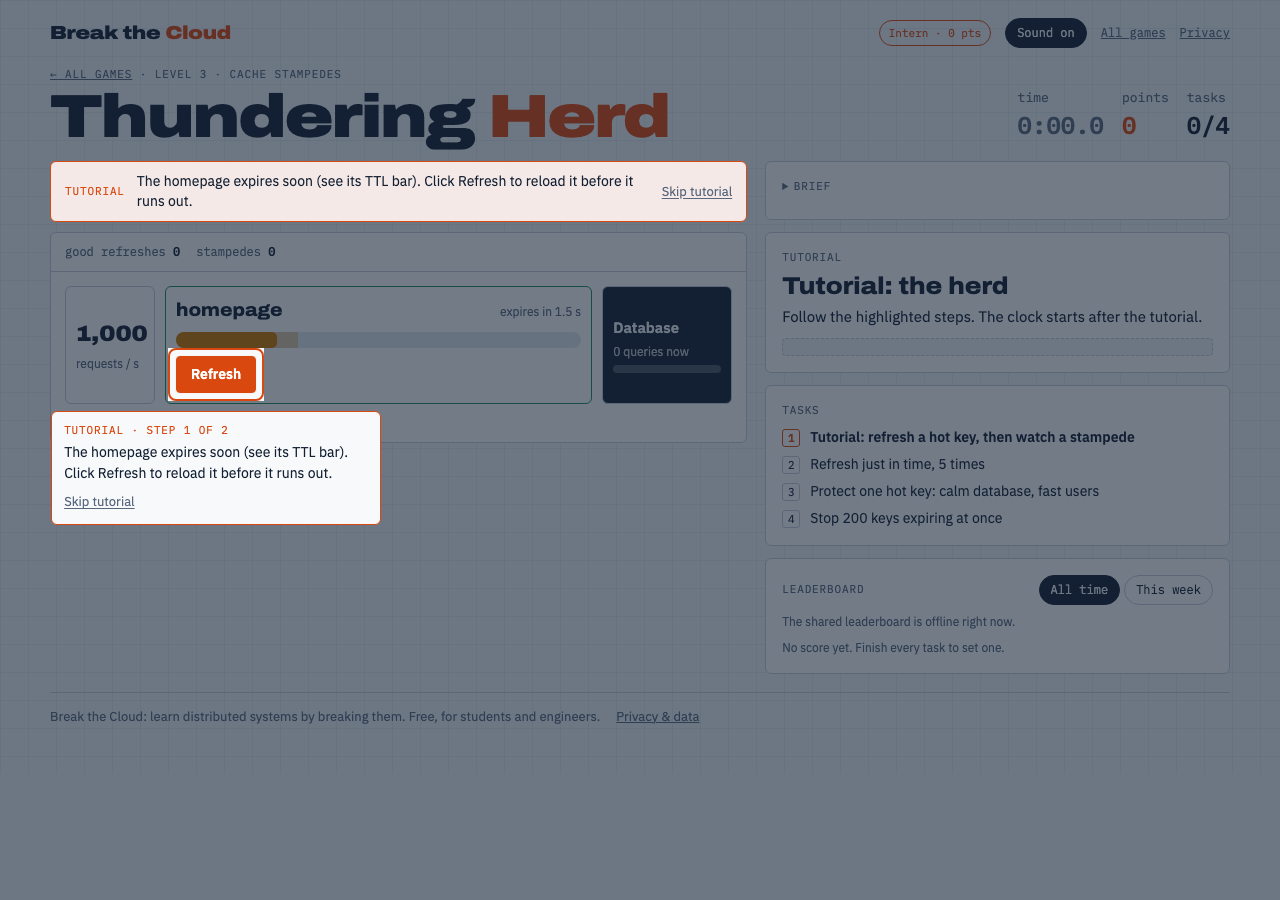 Break the Cloud
Intern · 0 pts
Sound on
All games
Privacy
← ALL GAMES · LEVEL 3 · CACHE STAMPEDES
Thundering Herd
time
0:00.0
points
0
tasks
0/4
TUTORIAL
The homepage expires soon (see its TTL bar). Click Refresh to reload it before it
runs out.
Skip tutorial
good refreshes 0 stampedes 0
1,000
requests / s
homepage
expires in 1.5 s
Refresh
Database
0 queries now
TUTORIAL · STEP 1 OF 2
The homepage expires soon (see its TTL bar).
Click Refresh to reload it before it runs out.
Skip tutorial
BRIEF
TUTORIAL
Tutorial: the herd
Follow the highlighted steps. The clock starts after the tutorial.
TASKS
1 Tutorial: refresh a hot key, then watch a stampede
2 Refresh just in time, 5 times
3 Protect one hot key: calm database, fast users
4 Stop 200 keys expiring at once
LEADERBOARD
All time
This week
The shared leaderboard is offline right now.
No score yet. Finish every task to set one.
Break the Cloud: learn distributed systems by breaking them. Free, for students and engineers.
Privacy & data